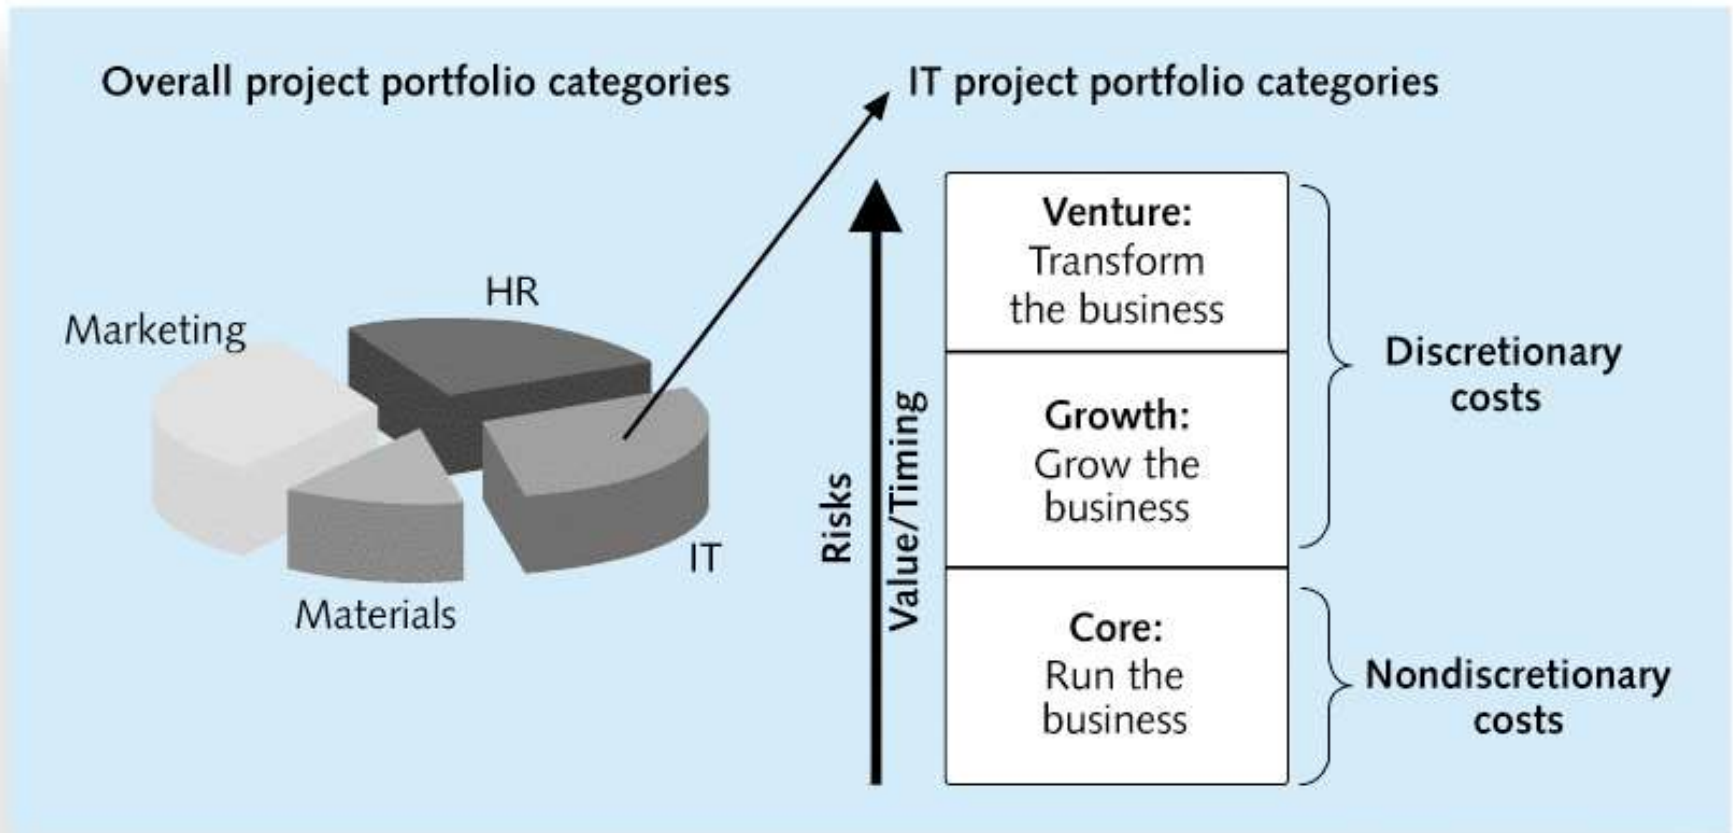 Overall project portfolio categories
IT project portfolio categories
Marketing
HR
Materials
IT
Risks
Value/Timing
Venture:
Transform
the business
Growth:
Grow the
business
Core:
Run the
business
Discretionary
costs
Nondiscretionary
costs